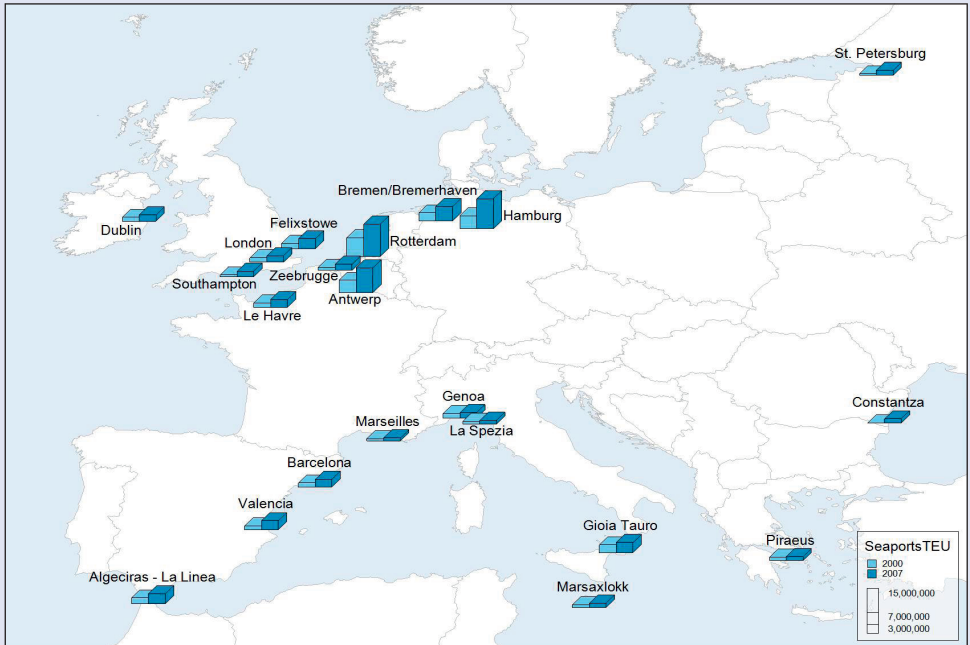 St. Petersburg
Bremen/Bremerhaven
Hamburg
Dublin
Felixstowe
Rotterdam
London
Zeebrugge
Southampton
Antwerp
Le Havre
Genoa
Constantza
Marseilles
La Spezia
Barcelona
Valencia
Gioia Tauro
Piraeus
Algeciras - La Linea
Marsaxlokk
SeaportsTEU
2000
2007
15,000,000
7,000,000
3,000,000